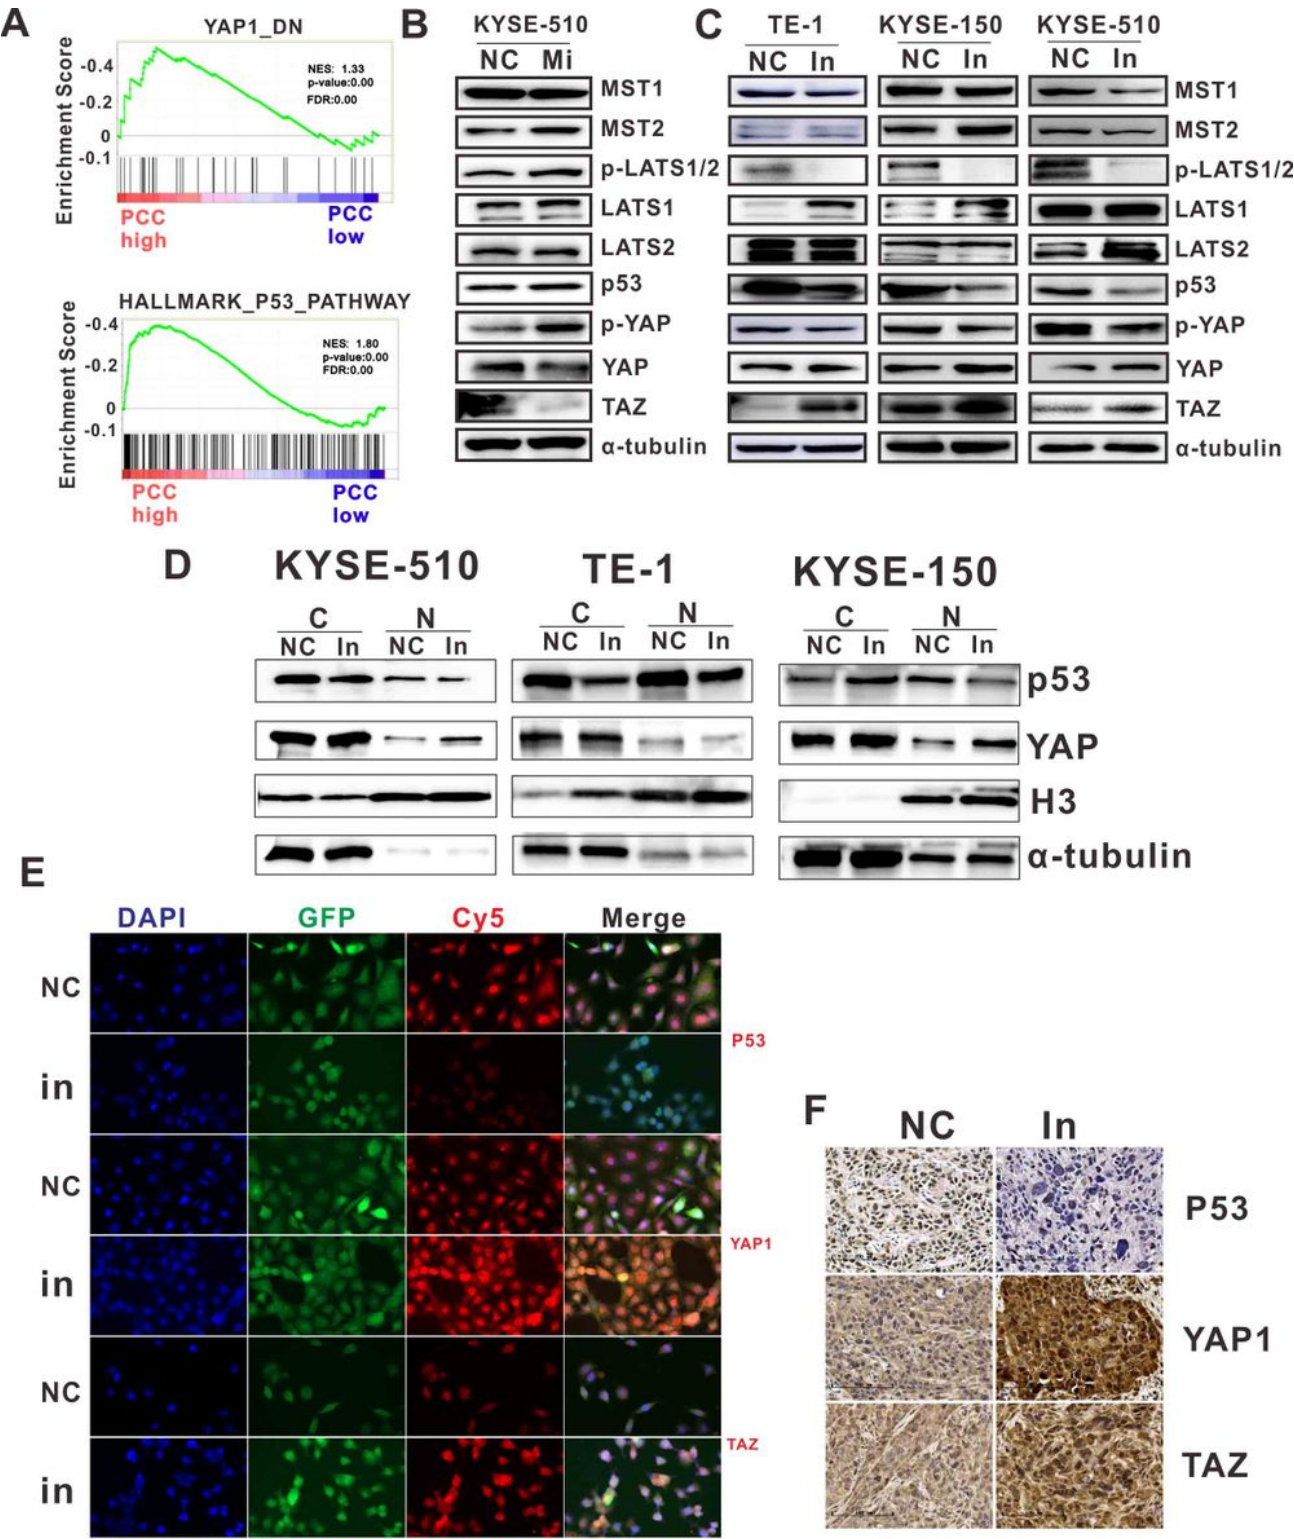 A
YAP1_DN
Enrichment Score
-0.4
-0.2
0
-0.1
NES: 1.33
p-value:0.00
FDR:0.00
PCC high
PCC low
HALLMARK_P53_PATHWAY
Enrichment Score
-0.4
-0.2
0
-0.1
NES: 1.80
p-value:0.00
FDR:0.00
PCC high
PCC low
B
KYSE-510
NC Mi
MST1
MST2
p-LATS1/2
LATS1
LATS2
p53
p-YAP
YAP
TAZ
α-tubulin
C
TE-1 KYSE-150 KYSE-510
NC In NC In NC In
MST1
MST2
p-LATS1/2
LATS1
LATS2
p53
p-YAP
YAP
TAZ
α-tubulin
D
KYSE-510 TE-1 KYSE-150
C N C N C N
NC In NC In NC In NC In NC In NC In
p53
YAP
H3
α-tubulin
E
DAPI GFP Cy5 Merge
NC
P53
in
NC
YAP1
in
NC
TAZ
in
F
NC In
P53
YAP1
TAZ